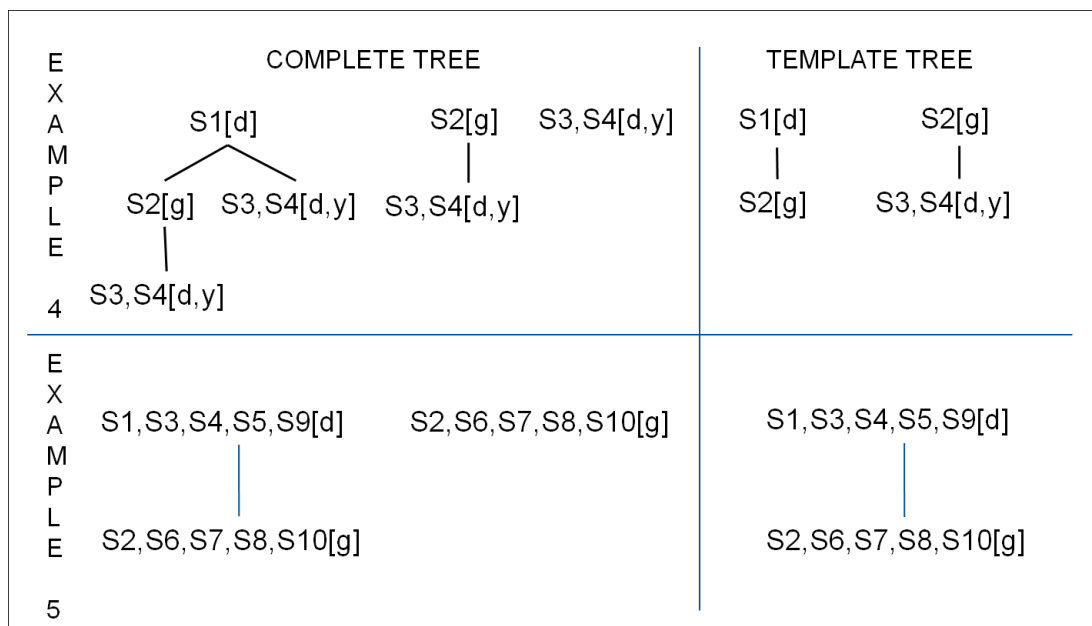 COMPLETE TREE TEMPLATE TREE
EXAMPLE 4
S1[d] S2[g] S3,S4[d,y] S1[d] S2[g]
S2[g] S3,S4[d,y] S3,S4[d,y] S2[g] S3,S4[d,y]
S3,S4[d,y]
EXAMPLE 5
S1,S3,S4,S5,S9[d] S2,S6,S7,S8,S10[g] S1,S3,S4,S5,S9[d]
S2,S6,S7,S8,S10[g] S2,S6,S7,S8,S10[g]